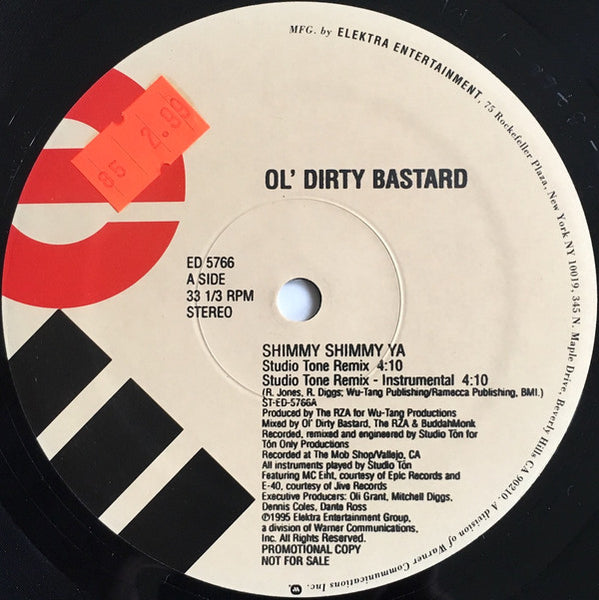 MFG. by ELEKTRA ENTERTAINMENT, 75 Rockefeller Plaza, New York NY 10019, 345 N. Maple Drive, Beverly Hills CA 90210. A division of Warner Communications Inc.
85 2.99
OL' DIRTY BASTARD
ED 5766
A SIDE
33 1/3 RPM
STEREO
SHIMMY SHIMMY YA
Studio Tone Remix 4:10
Studio Tone Remix - Instrumental 4:10
(R. Jones, R. Diggs; Wu-Tang Publishing/Ramecca Publishing, BMI.)
ST-ED-5766A
Produced by The RZA for Wu-Tang Productions
Mixed by Ol' Dirty Bastard, The RZA & BuddahMonk
Recorded, remixed and engineered by Studio Tōn for
Tōn Only Productions
Recorded at The Mob Shop/Vallejo, CA
All instruments played by Studio Tōn
Featuring MC Eiht, courtesy of Epic Records and
E-40, courtesy of Jive Records
Executive Producers: Oli Grant, Mitchell Diggs,
Dennis Coles, Dante Ross
℗1995 Elektra Entertainment Group,
a division of Warner Communications,
Inc. All Rights Reserved.
PROMOTIONAL COPY
NOT FOR SALE